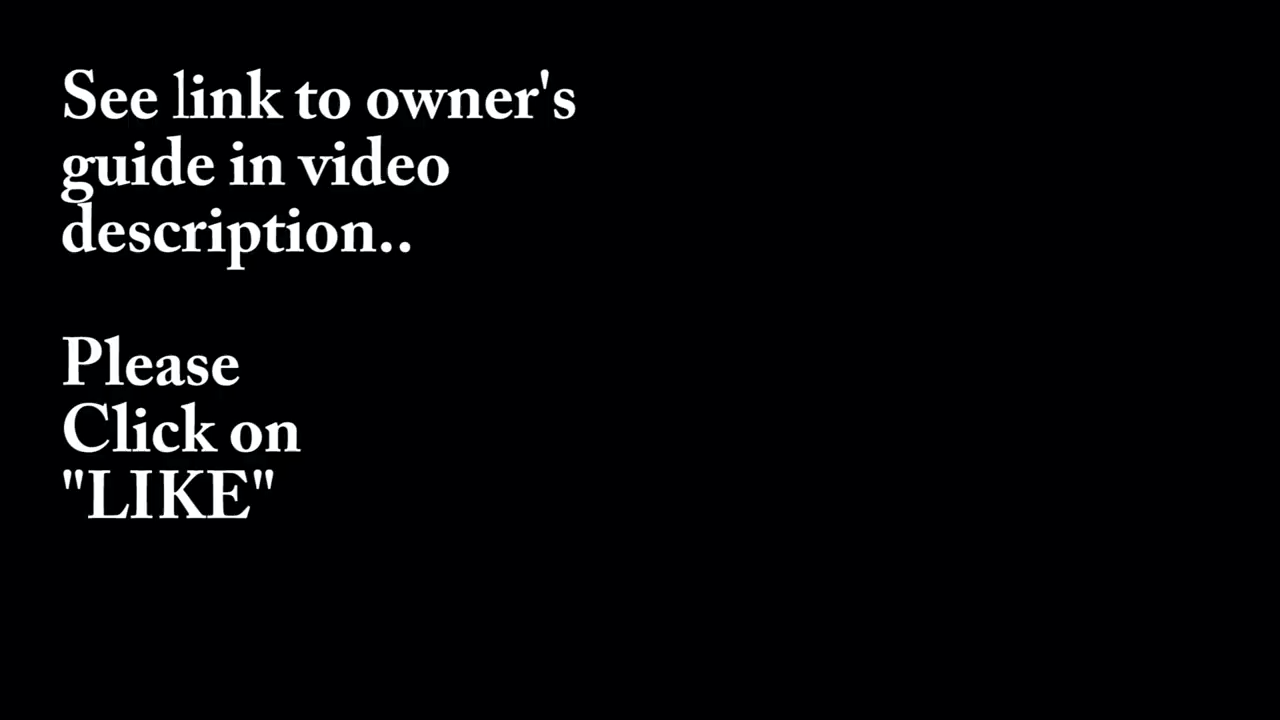 See link to owner's
guide in video
description..
Please
Click on
"LIKE"